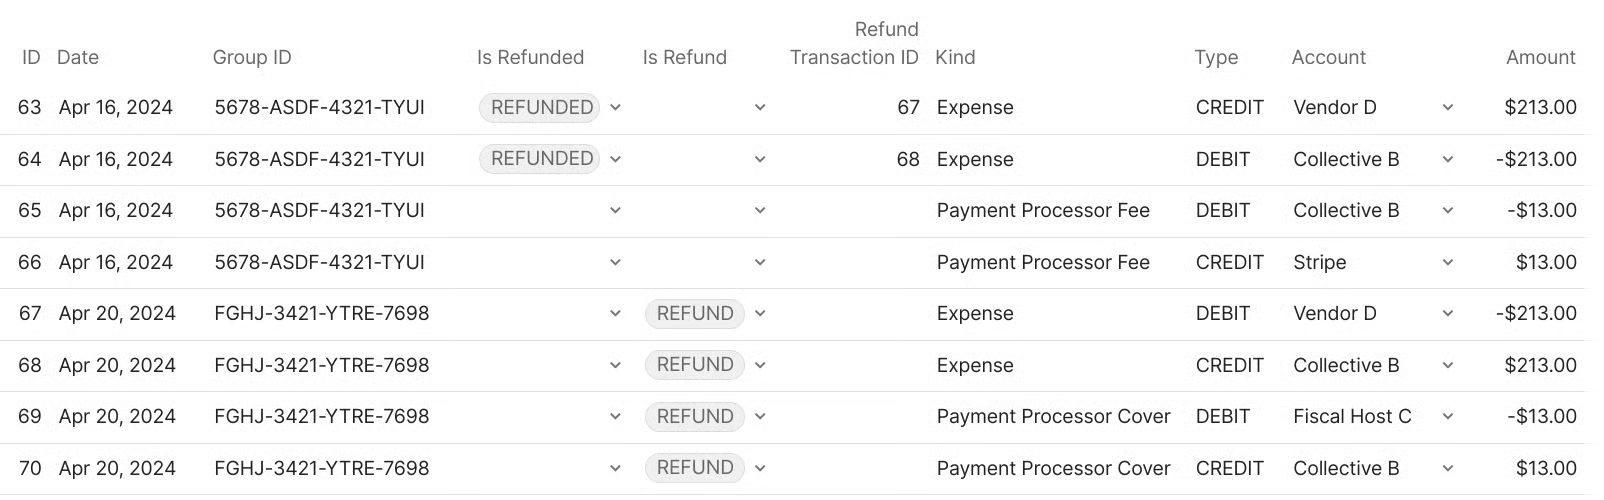 ID Date Group ID Is Refunded Is Refund Refund Transaction ID Kind Type Account Amount
63 Apr 16, 2024 5678-ASDF-4321-TYUI REFUNDED 67 Expense CREDIT Vendor D $213.00
64 Apr 16, 2024 5678-ASDF-4321-TYUI REFUNDED 68 Expense DEBIT Collective B -$213.00
65 Apr 16, 2024 5678-ASDF-4321-TYUI Payment Processor Fee DEBIT Collective B -$13.00
66 Apr 16, 2024 5678-ASDF-4321-TYUI Payment Processor Fee CREDIT Stripe $13.00
67 Apr 20, 2024 FGHJ-3421-YTRE-7698 REFUND Expense DEBIT Vendor D -$213.00
68 Apr 20, 2024 FGHJ-3421-YTRE-7698 REFUND Expense CREDIT Collective B $213.00
69 Apr 20, 2024 FGHJ-3421-YTRE-7698 REFUND Payment Processor Cover DEBIT Fiscal Host C -$13.00
70 Apr 20, 2024 FGHJ-3421-YTRE-7698 REFUND Payment Processor Cover CREDIT Collective B $13.00